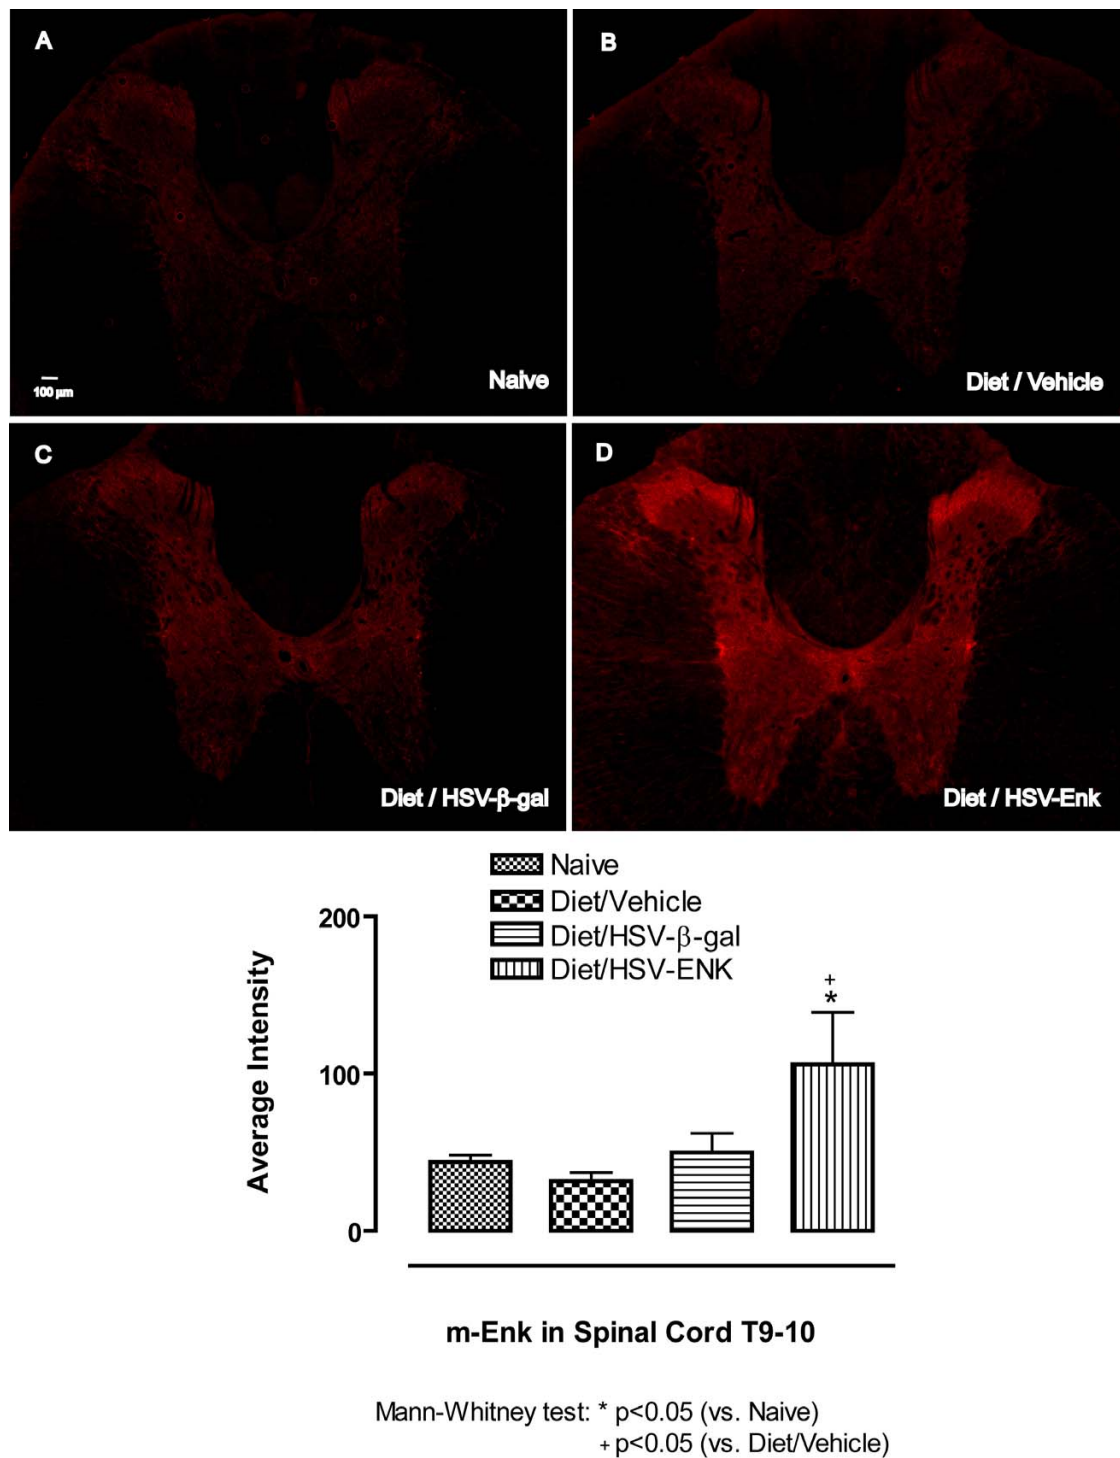 A
B
100 µm
Naive
Diet / Vehicle
C
D
Diet / HSV-β-gal
Diet / HSV-Enk
Naive
Diet/Vehicle
Diet/HSV-β-gal
Diet/HSV-ENK
200
100
0
Average Intensity
+
*
m-Enk in Spinal Cord T9-10
Mann-Whitney test: * p<0.05 (vs. Naive)
+ p<0.05 (vs. Diet/Vehicle)